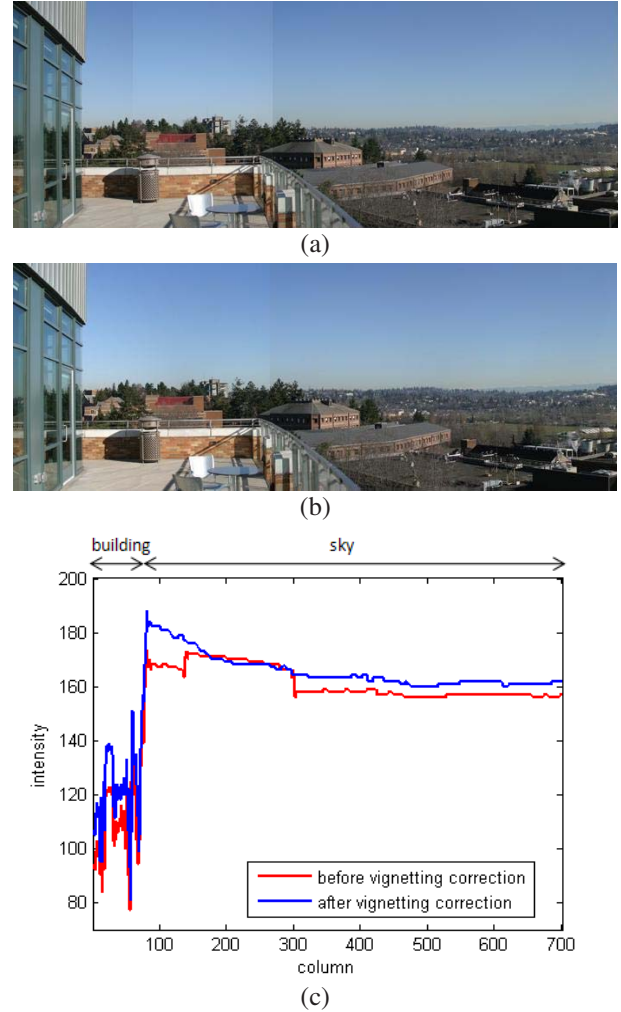 (a)
(b)
building sky
200
180
160
140
120
100
80
intensity
before vignetting correction
after vignetting correction
100 200 300 400 500 600 700
column
(c)